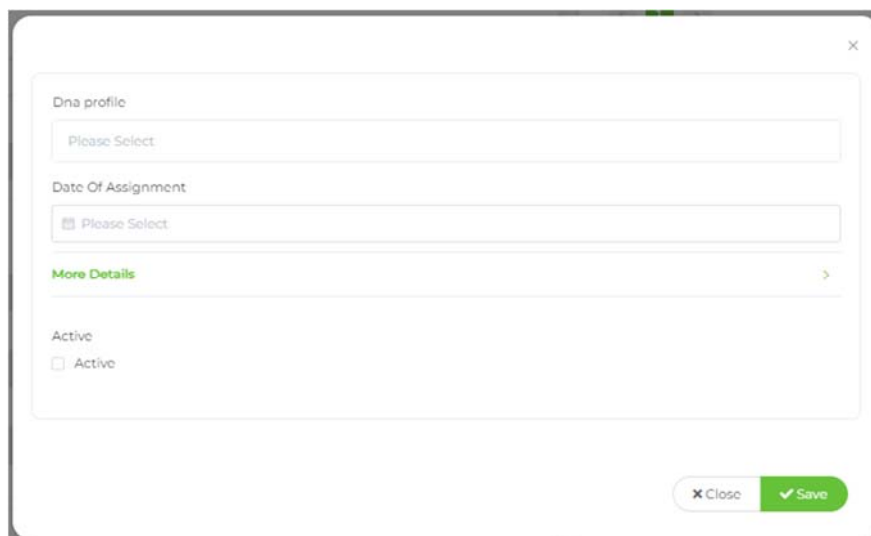 Dna profile
Please Select
Date Of Assignment
Please Select
More Details
Active
Active
Close
Save